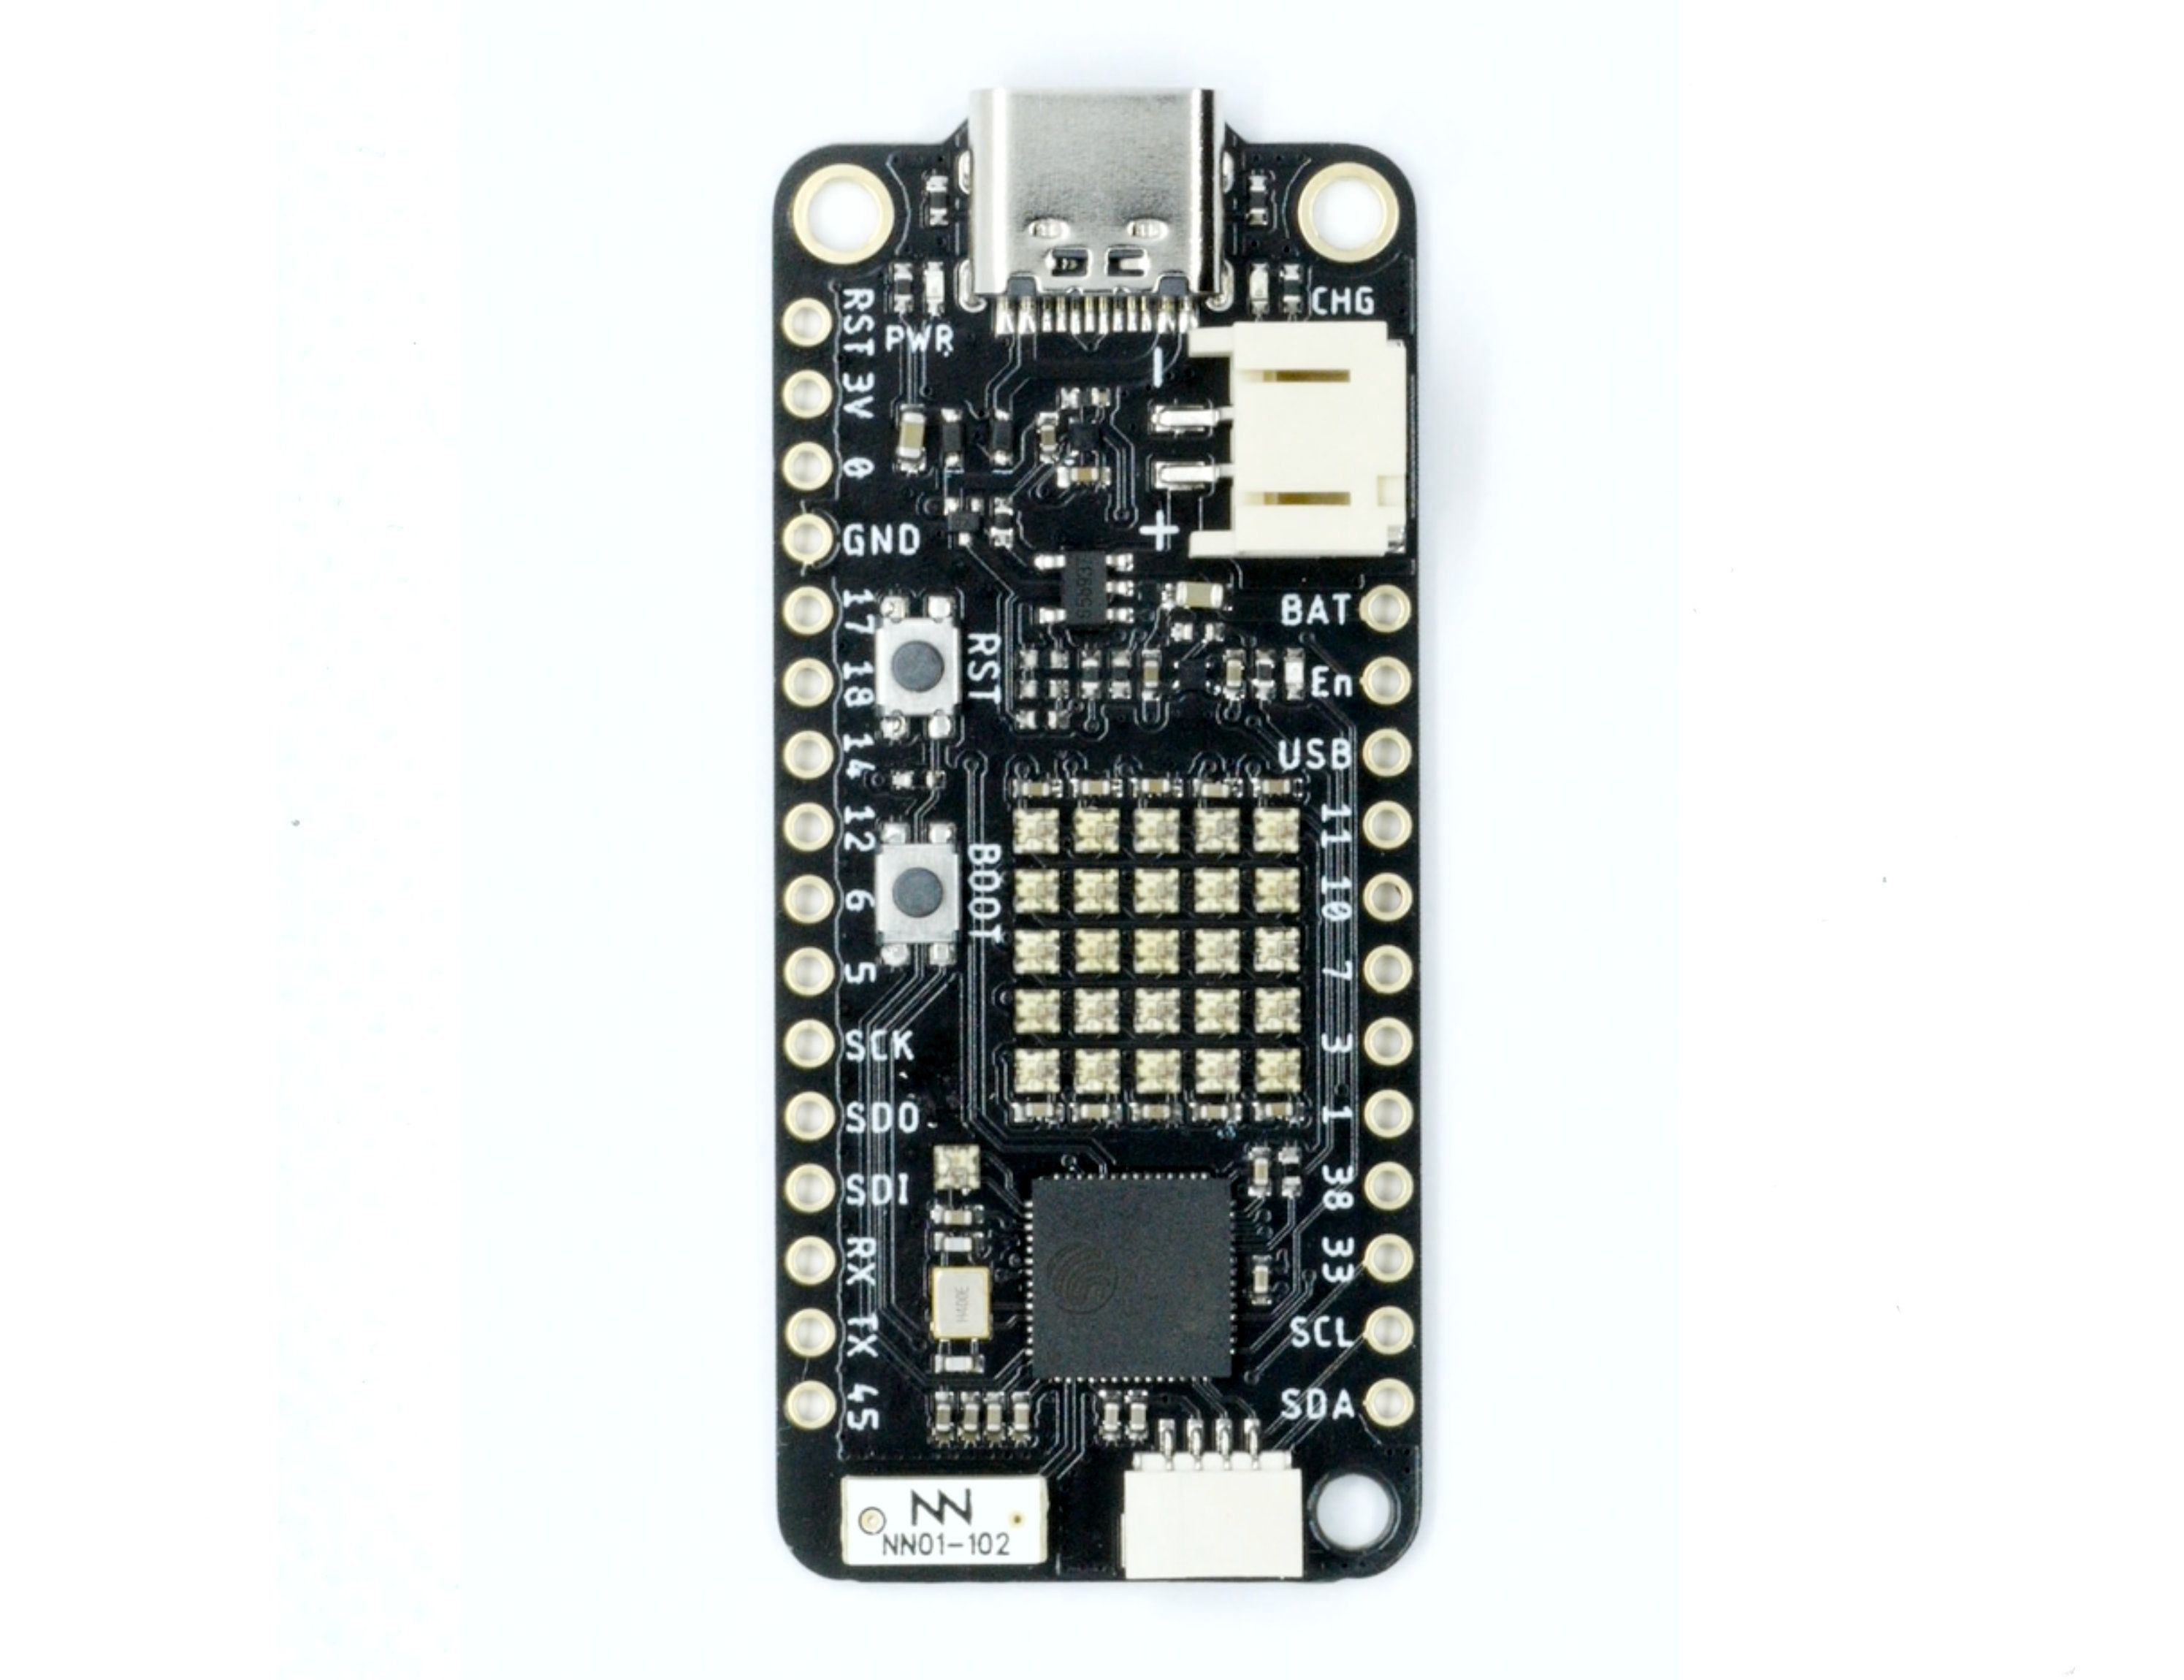 CHG
PWR
RST
3V
0
GND
17
18
14
12
6
5
SCK
SDO
SDI
RX
TX
45
RST
BOOT
−
+
BAT
En
USB
11
10
7
3
1
38
33
SCL
SDA
NN01-102